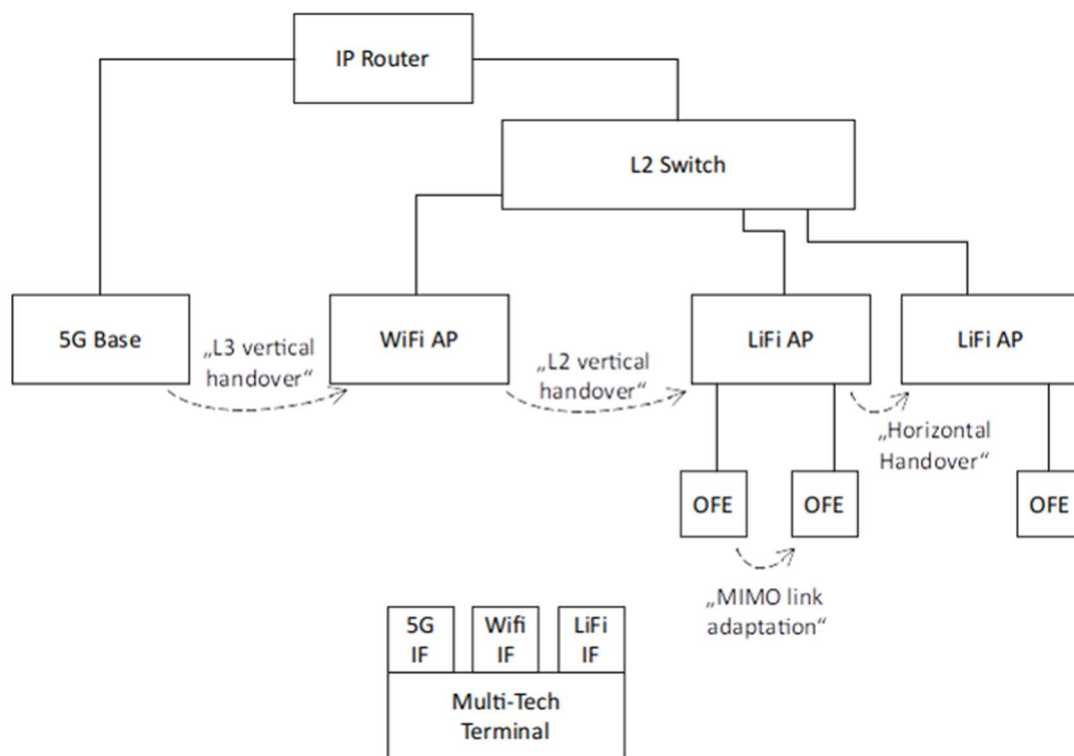 IP Router
L2 Switch
5G Base
WiFi AP
LiFi AP
LiFi AP
„L3 vertical
handover“
„L2 vertical
handover“
„Horizontal
Handover“
OFE
OFE
OFE
„MIMO link
adaptation“
5G
IF
Wifi
IF
LiFi
IF
Multi-Tech
Terminal